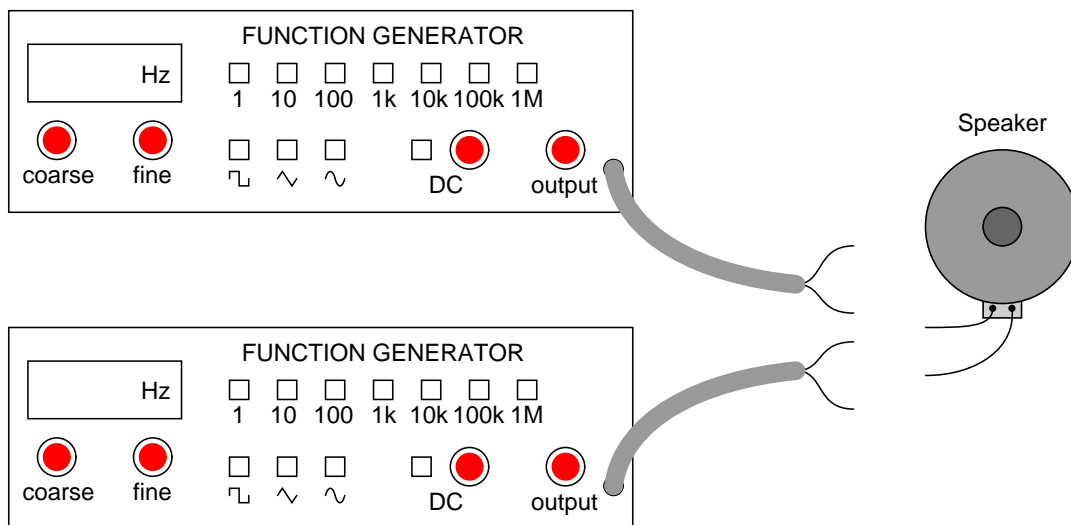 FUNCTION GENERATOR
Hz
1 10 100 1k 10k 100k 1M
coarse fine
DC output
Speaker
FUNCTION GENERATOR
Hz
1 10 100 1k 10k 100k 1M
coarse fine
DC output